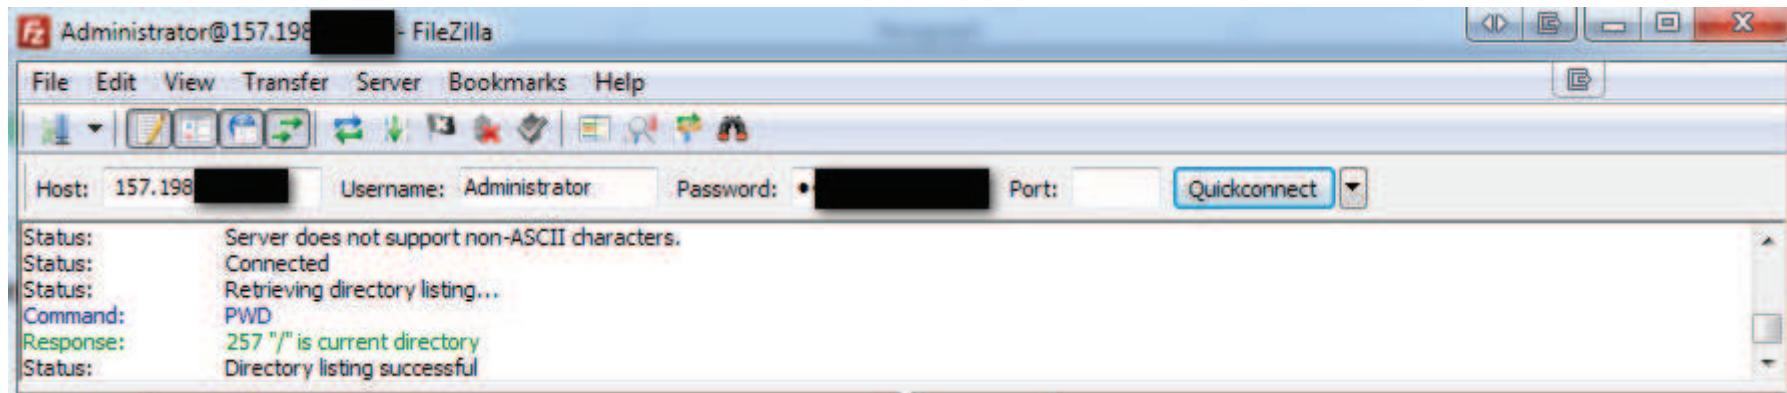 Administrator@157.198 - FileZilla
File Edit View Transfer Server Bookmarks Help
Host: 157.198 Username: Administrator Password: Port: Quickconnect
Status: Server does not support non-ASCII characters.
Status: Connected
Status: Retrieving directory listing...
Command: PWD
Response: 257 "/" is current directory
Status: Directory listing successful